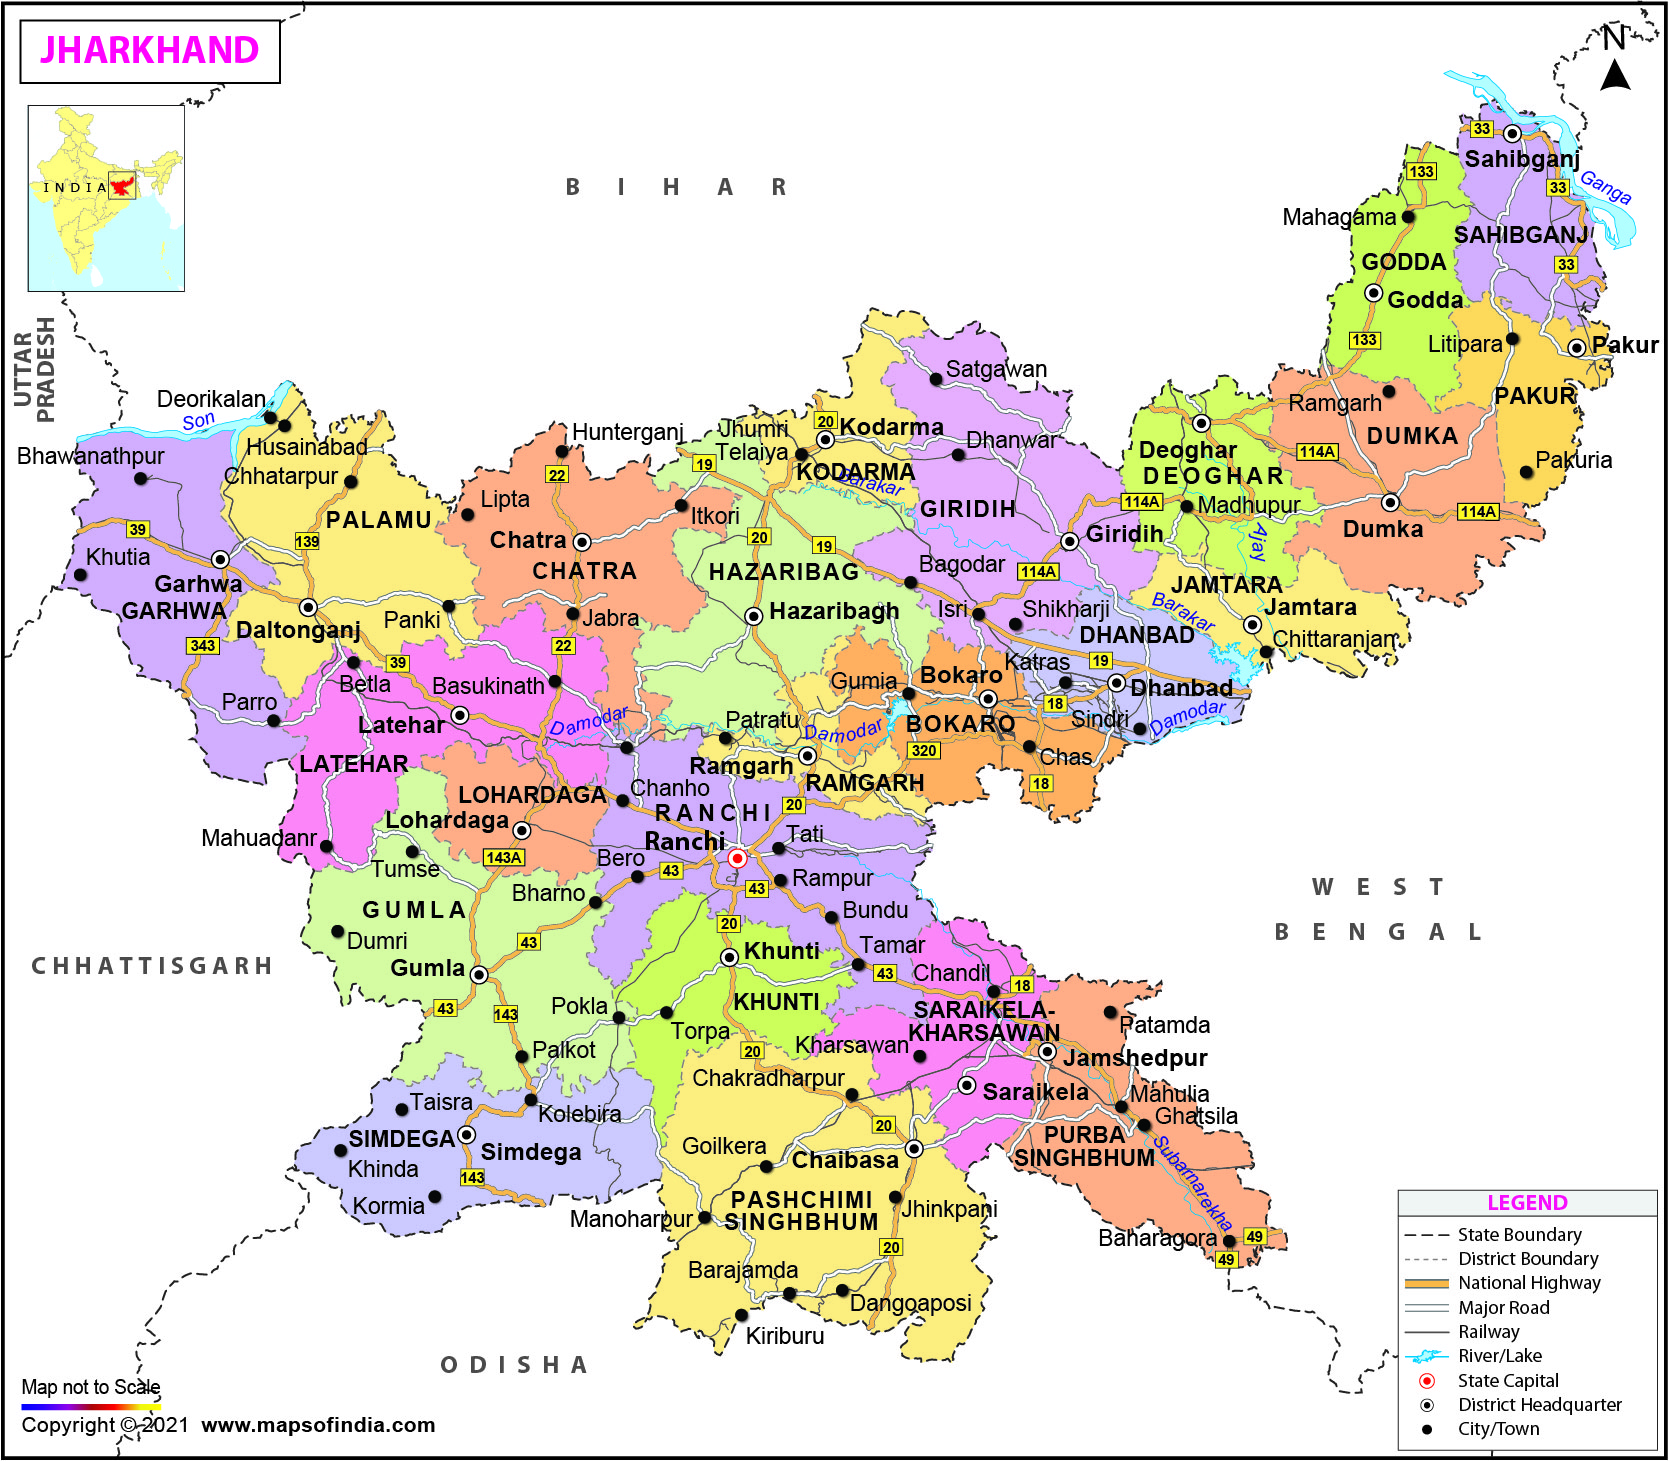 JHARKHAND
N
INDIA
BIHAR
UTTAR
PRADESH
33
Sahibganj
133
33
Ganga
Mahagama
SAHIBGANJ
GODDA
33
Godda
133
Litipara
Pakur
Satgawan
Deorikalan
Son
PAKUR
Ramgarh
20
Jhumri
Telaiya
Kodarma
Hunterganj
Husainabad
Dhanwar
Deoghar
DUMKA
Bhawanathpur
Chhatarpur
22
19
KODARMA
Barakar
DEOGHAR
114A
Pakuria
Lipta
Itkori
GIRIDIH
114A
Madhupur
114A
PALAMU
39
139
Chatra
20
19
Giridih
Ajay
Dumka
Khutia
CHATRA
HAZARIBAG
Bagodar
114A
JAMTARA
Garhwa
GARHWA
Hazaribagh
Isri
Shikharji
Barakar
Jamtara
Daltonganj
Panki
Jabra
DHANBAD
Chittaranjan
343
39
22
Katras
19
Betla
Basukinath
Gumia
Bokaro
Dhanbad
Parro
Latehar
Damodar
Patratu
Damodar
BOKARO
18
Sindri
Damodar
LATEHAR
Ramgarh
320
Chas
RAMGARH
18
LOHARDAGA
Chanho
20
RANCHI
Lohardaga
Mahuadanr
Ranchi
Tati
143A
Tumse
Bero
43
43
Rampur
Bharno
GUMLA
20
Bundu
WEST
BENGAL
Dumri
43
Khunti
Tamar
CHHATTISGARH
Gumla
43
Chandil
18
43
143
Pokla
KHUNTI
SARAIKELA-
KHARSAWAN
Patamda
Torpa
Palkot
20
Kharsawan
Jamshedpur
Chakradharpur
Saraikela
Mahulia
Taisra
Kolebira
Ghatsila
SIMDEGA
Simdega
20
PURBA
SINGHBHUM
Goilkera
Chaibasa
Khinda
143
Subarnarekha
Kormia
PASHCHIMI
SINGHBHUM
Manoharpur
Jhinkpani
Baharagora
49
20
49
Barajamda
Dangoaposi
Kiriburu
ODISHA
LEGEND
State Boundary
District Boundary
National Highway
Major Road
Railway
River/Lake
State Capital
District Headquarter
City/Town
Map not to Scale
Copyright © 2021 www.mapsofindia.com